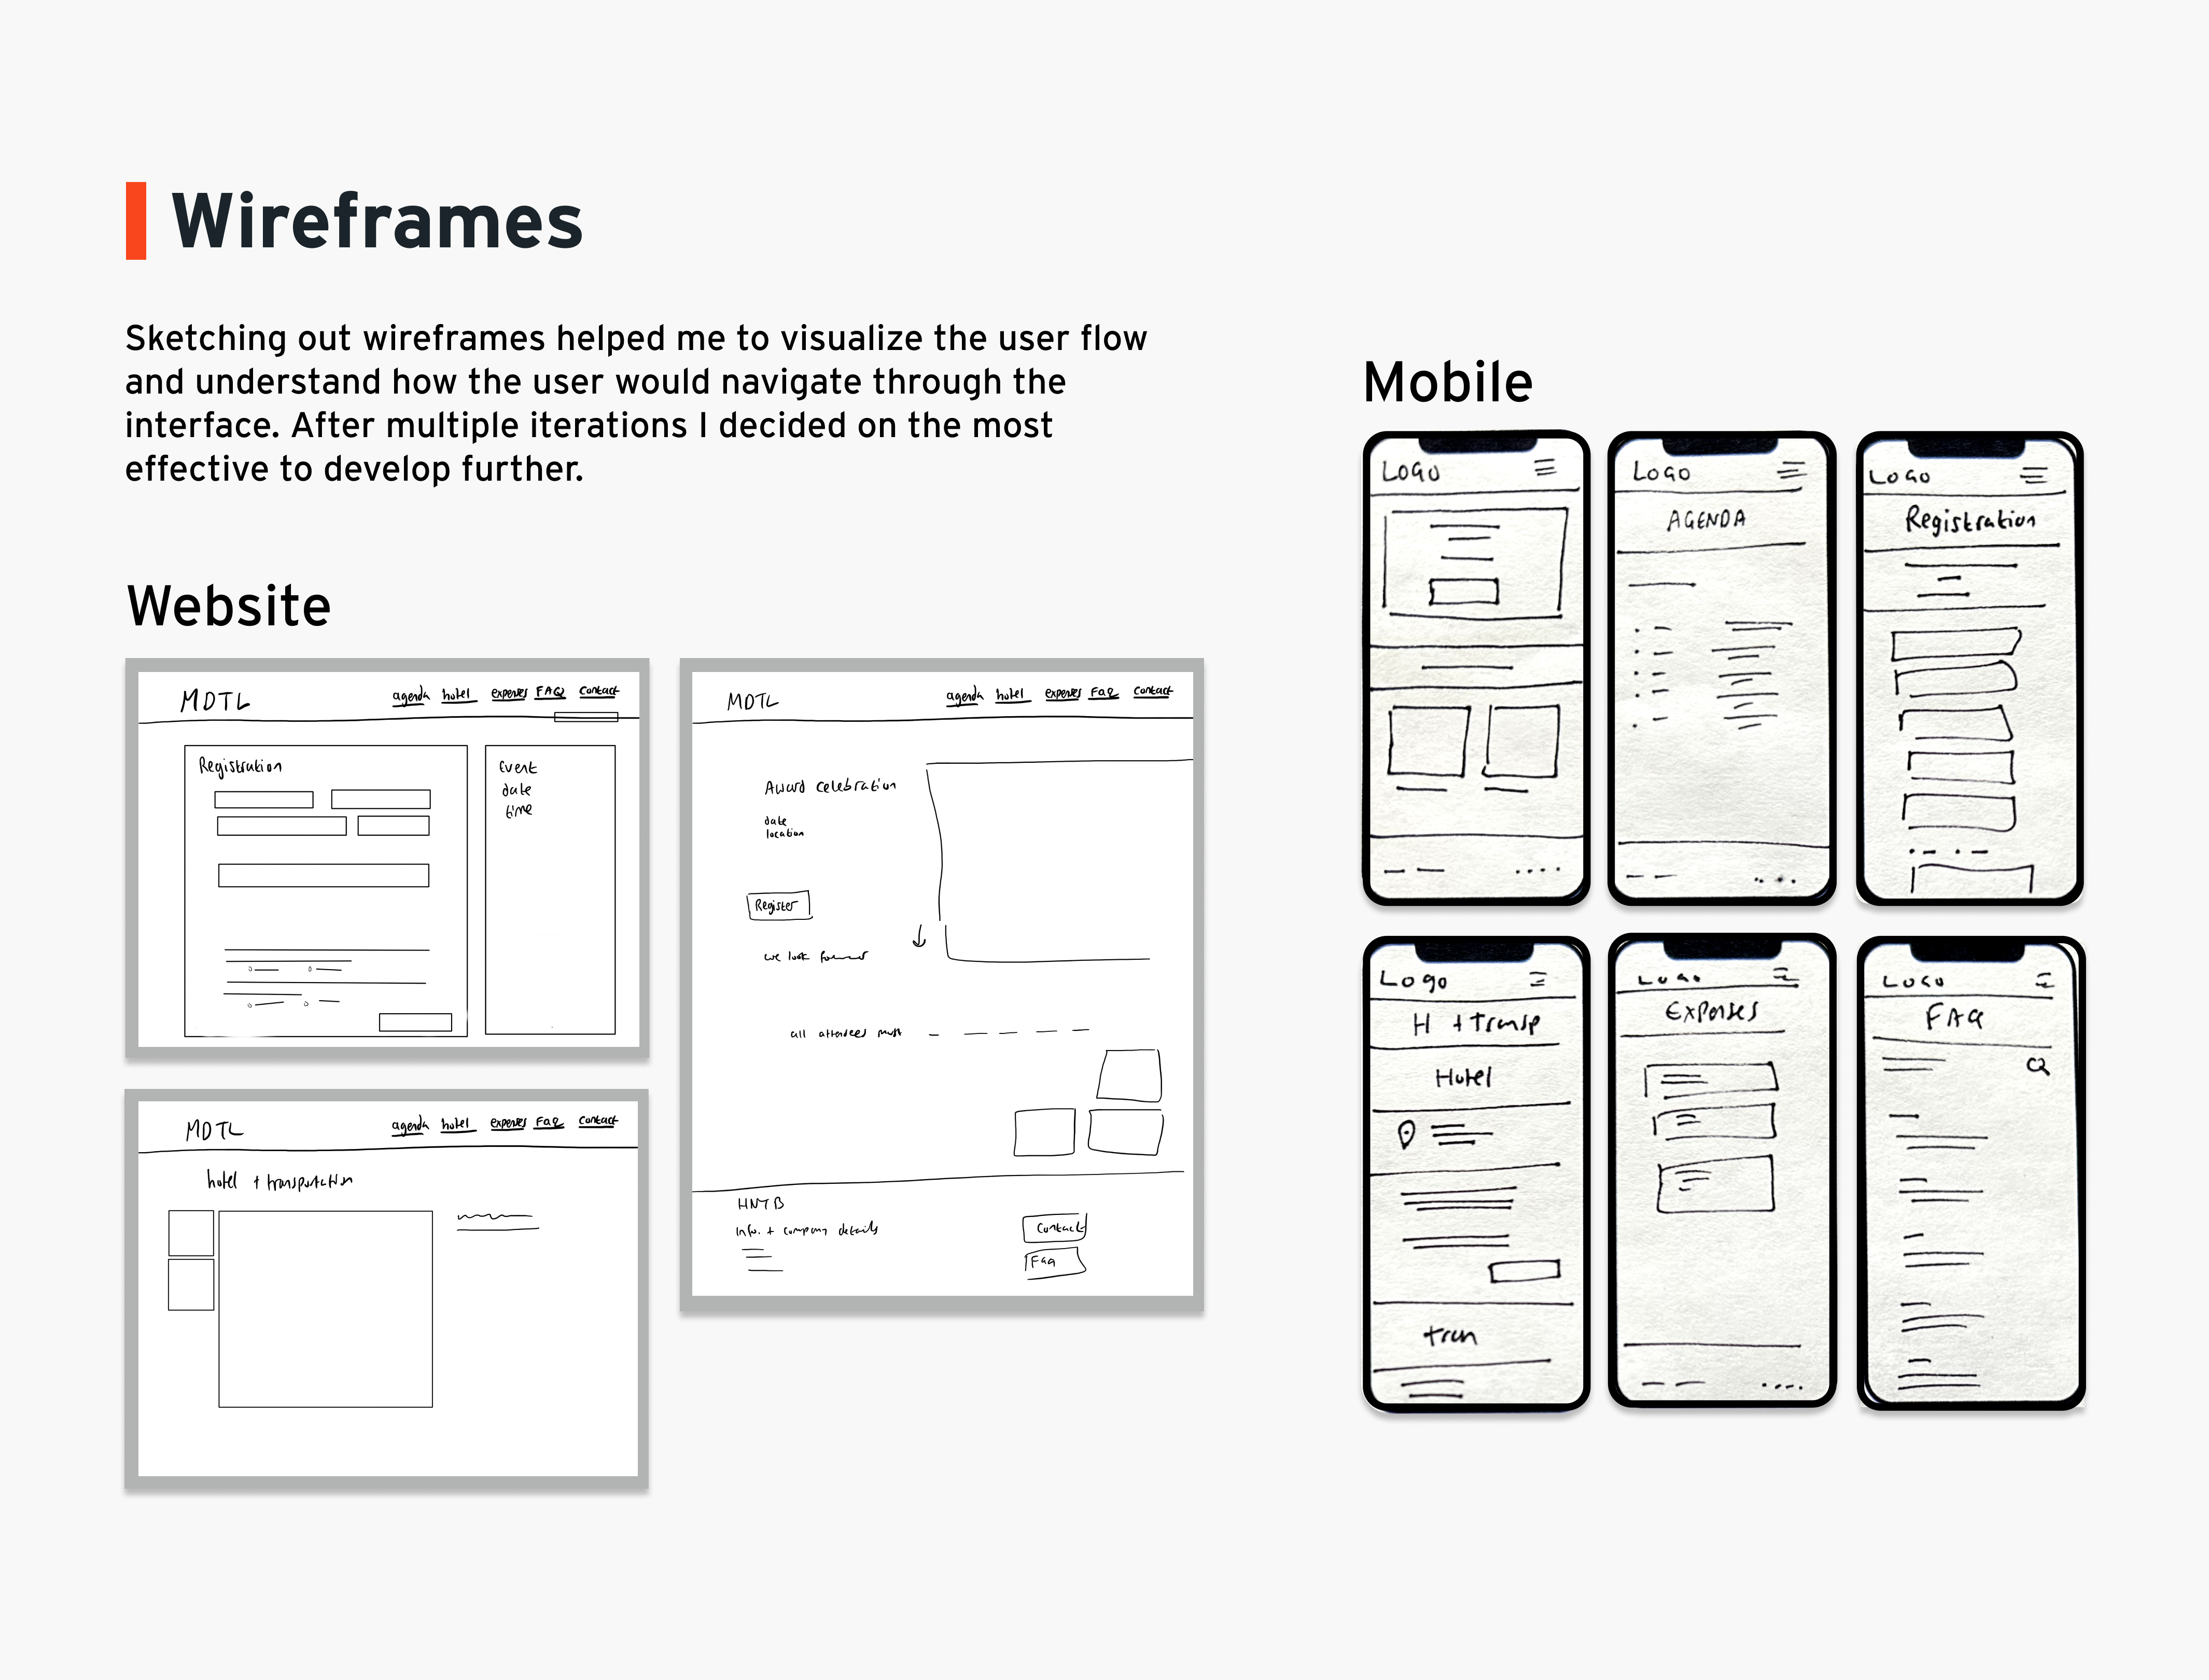 Wireframes
Sketching out wireframes helped me to visualize the user flow
and understand how the user would navigate through the
interface. After multiple iterations I decided on the most
effective to develop further.
Website
MDTL agenda hotel expenses FAQ Contact
Registration
Event
date
time
MDTL agenda hotel expenses FAQ Contact
hotel + transportation
MDTL agenda hotel expenses FAQ Contact
Award celebration
date
location
Register
we look forward
all attendees must
HNTB
Info. + company details
Contact
Faq
Mobile
LOGO
LOGO
AGENDA
LOGO
Registration
Logo
H + transp
Hotel
tran
LOGO
Expenses
LOGO
FAQ